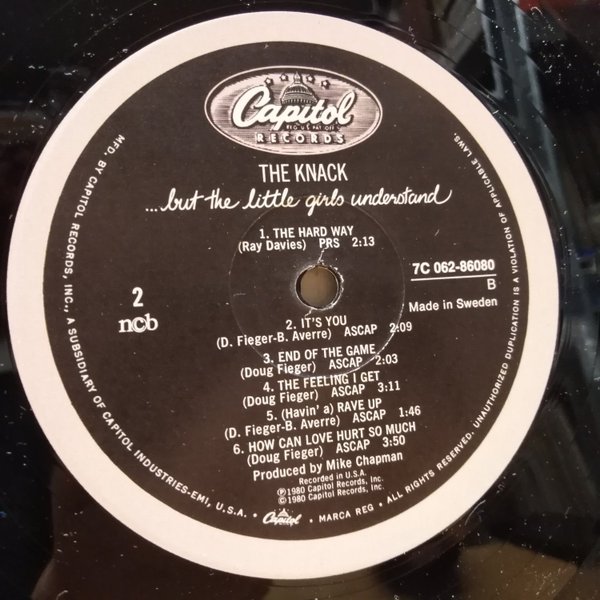 Capitol
REG. U.S. PAT. OFF.
RECORDS
THE KNACK
...but the little girls understand
1. THE HARD WAY
(Ray Davies) PRS 2:13
7C 062-86080
B
Made in Sweden
2
ncb
2. IT'S YOU
(D. Fieger-B. Averre) ASCAP 2:09
3. END OF THE GAME
(Doug Fieger) ASCAP 2:03
4. THE FEELING I GET
(Doug Fieger) ASCAP 3:11
5. (Havin' a) RAVE UP
(D. Fieger-B. Averre) ASCAP 1:46
6. HOW CAN LOVE HURT SO MUCH
(Doug Fieger) ASCAP 3:50
Produced by Mike Chapman
Recorded in U.S.A.
℗1980 Capitol Records, Inc.
©1980 Capitol Records, Inc.
MFD. BY CAPITOL RECORDS, INC., A SUBSIDIARY OF CAPITOL INDUSTRIES-EMI, U.S.A. • Capitol • MARCA REG • ALL RIGHTS RESERVED. UNAUTHORIZED DUPLICATION IS A VIOLATION OF APPLICABLE LAWS.